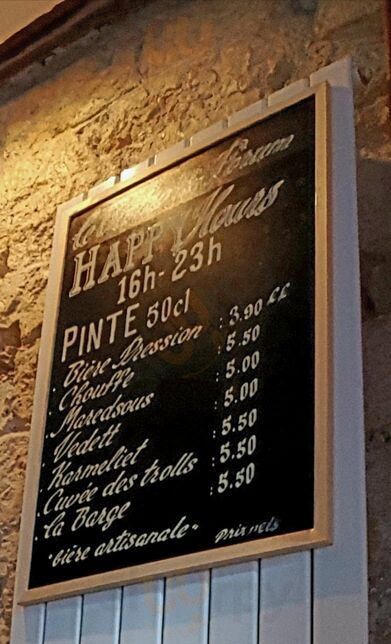 Forum
HAPPY Hours
16h-23h
PINTE 50cl
. Bière Pression : 3.90
. Chouffe : 5.50
. Maredsous : 5.00
. Vedett : 5.00
. Karmeliet : 5.50
. Cuvée des trolls : 5.50
. la Barge : 5.50
"bière artisanale" Prix nets